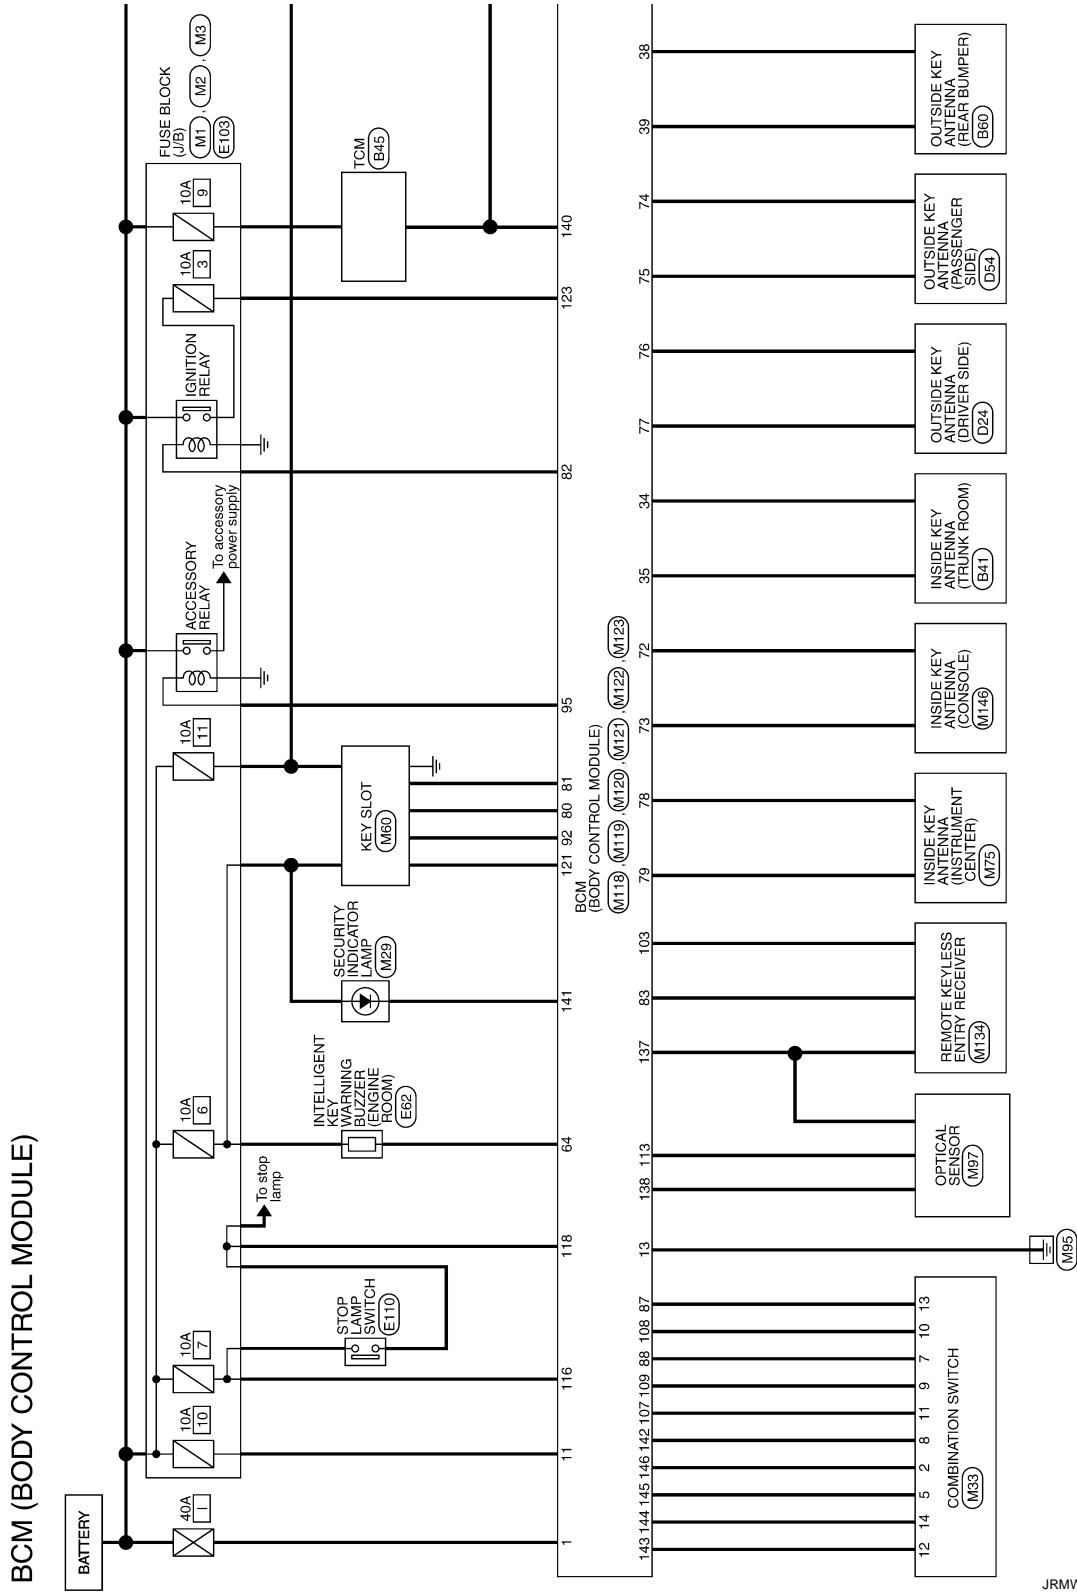 BCM (BODY CONTROL MODULE)
BATTERY
40A
I
10A
10
10A
7
10A
6
10A
11
ACCESSORY
RELAY
To accessory
power supply
IGNITION
RELAY
10A
3
10A
9
FUSE BLOCK
(J/B)
M1 , M2 , M3
E103
STOP
LAMP
SWITCH
E110
To stop
lamp
INTELLIGENT
KEY
WARNING
BUZZER
(ENGINE
ROOM)
E62
SECURITY
INDICATOR
LAMP
M29
KEY SLOT
M60
TCM
B45
1
11
116
118
64
141
121
92
80
81
95
82
123
140
BCM
(BODY CONTROL MODULE)
M118 , M119 , M120 , M121 , M122 , M123
143
144
145
146
142
107
109
88
108
87
13
138
113
137
83
103
79
78
73
72
35
34
77
76
75
74
39
38
12
14
5
2
8
11
9
7
10
13
COMBINATION SWITCH
M33
M95
OPTICAL
SENSOR
M97
REMOTE KEYLESS
ENTRY RECEIVER
M134
INSIDE KEY
ANTENNA
(INSTRUMENT
CENTER)
M75
INSIDE KEY
ANTENNA
(CONSOLE)
M146
INSIDE KEY
ANTENNA
(TRUNK ROOM)
B41
OUTSIDE KEY
ANTENNA
(DRIVER SIDE)
D24
OUTSIDE KEY
ANTENNA
(PASSENGER
SIDE)
D54
OUTSIDE KEY
ANTENNA
(REAR BUMPER)
B60